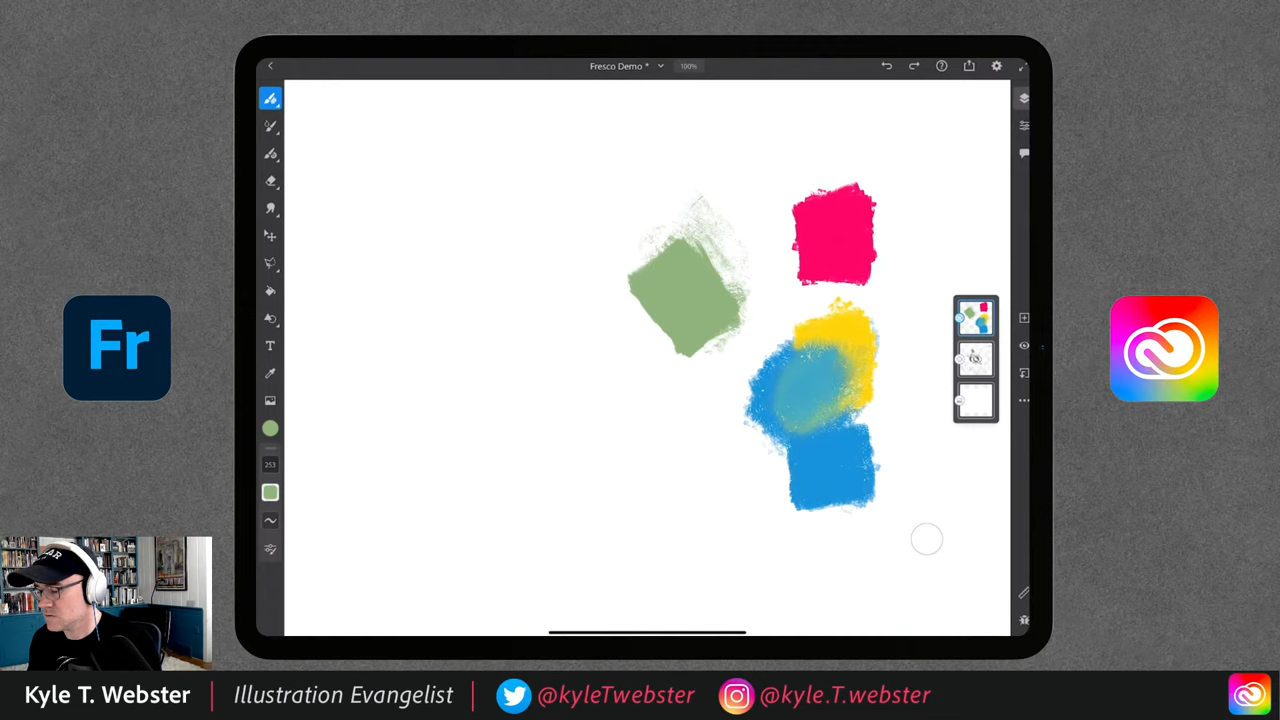 Fresco Demo *
100%
Fr
T
253
Kyle T. Webster
Illustration Evangelist
@kyleTwebster
@kyle.T.webster